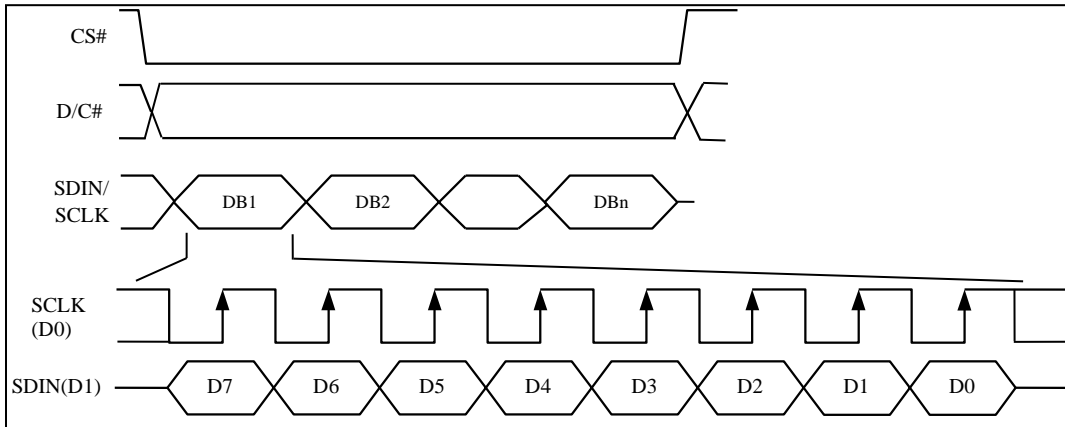 CS#
D/C#
SDIN/
SCLK
DB1 DB2 DBn
SCLK
(D0)
SDIN(D1) D7 D6 D5 D4 D3 D2 D1 D0